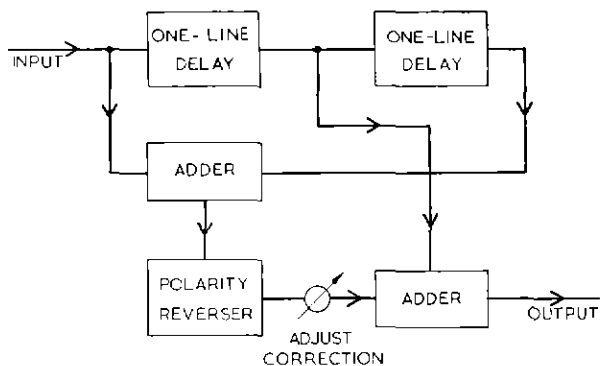 INPUT
ONE-LINE
DELAY
ONE-LINE
DELAY
ADDER
POLARITY
REVERSER
ADJUST
CORRECTION
ADDER
OUTPUT